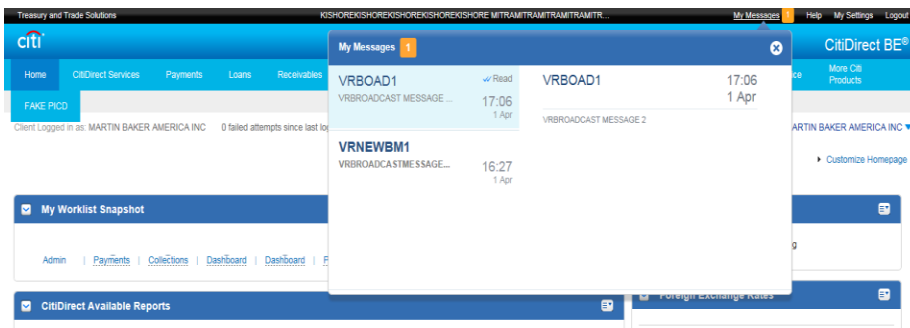 Treasury and Trade Solutions KISHOREKISHOREKISHOREKISHOREKISHORE MITRAMITRAMITRAMITRAMITR... My Messages 1 Help My Settings Logout
citi My Messages 1 CitiDirect BE®
Home CitiDirect Services Payments Loans Receivables ce More Citi Products
FAKE PICD
VRBOAD1 Read
VRBROADCAST MESSAGE ... 17:06
1 Apr
VRBOAD1 17:06
1 Apr
VRBROADCAST MESSAGE 2
Client Logged in as: MARTIN BAKER AMERICA INC 0 failed attempts since last lo ARTIN BAKER AMERICA INC
VRNEWBM1
VRBROADCASTMESSAGE... 16:27
1 Apr
Customize Homepage
My Worklist Snapshot
Admin | Payments | Collections | Dashboard | Dashboard | P g
CitiDirect Available Reports
Foreign Exchange Rates